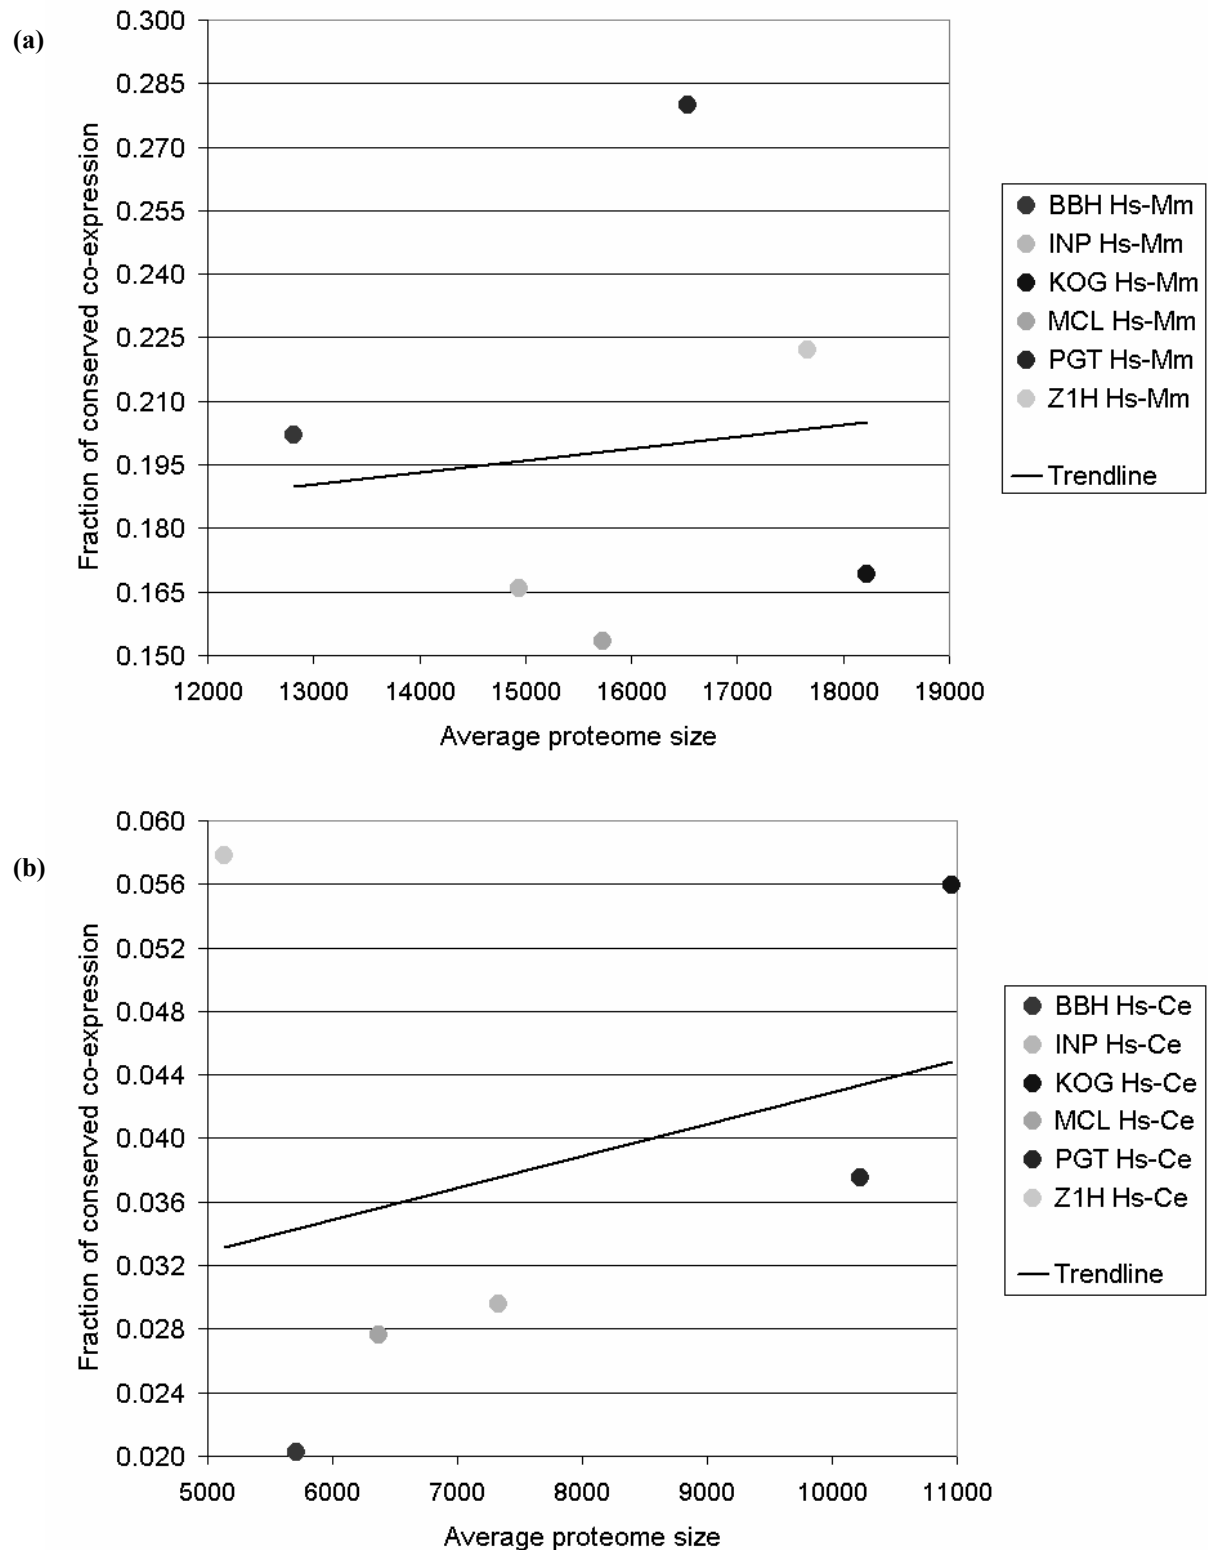 (a)
Fraction of conserved co-expression
0.300
0.285
0.270
0.255
0.240
0.225
0.210
0.195
0.180
0.165
0.150
12000 13000 14000 15000 16000 17000 18000 19000
Average proteome size
BBH Hs-Mm
INP Hs-Mm
KOG Hs-Mm
MCL Hs-Mm
PGT Hs-Mm
Z1H Hs-Mm
Trendline
(b)
Fraction of conserved co-expression
0.060
0.056
0.052
0.048
0.044
0.040
0.036
0.032
0.028
0.024
0.020
5000 6000 7000 8000 9000 10000 11000
Average proteome size
BBH Hs-Ce
INP Hs-Ce
KOG Hs-Ce
MCL Hs-Ce
PGT Hs-Ce
Z1H Hs-Ce
Trendline